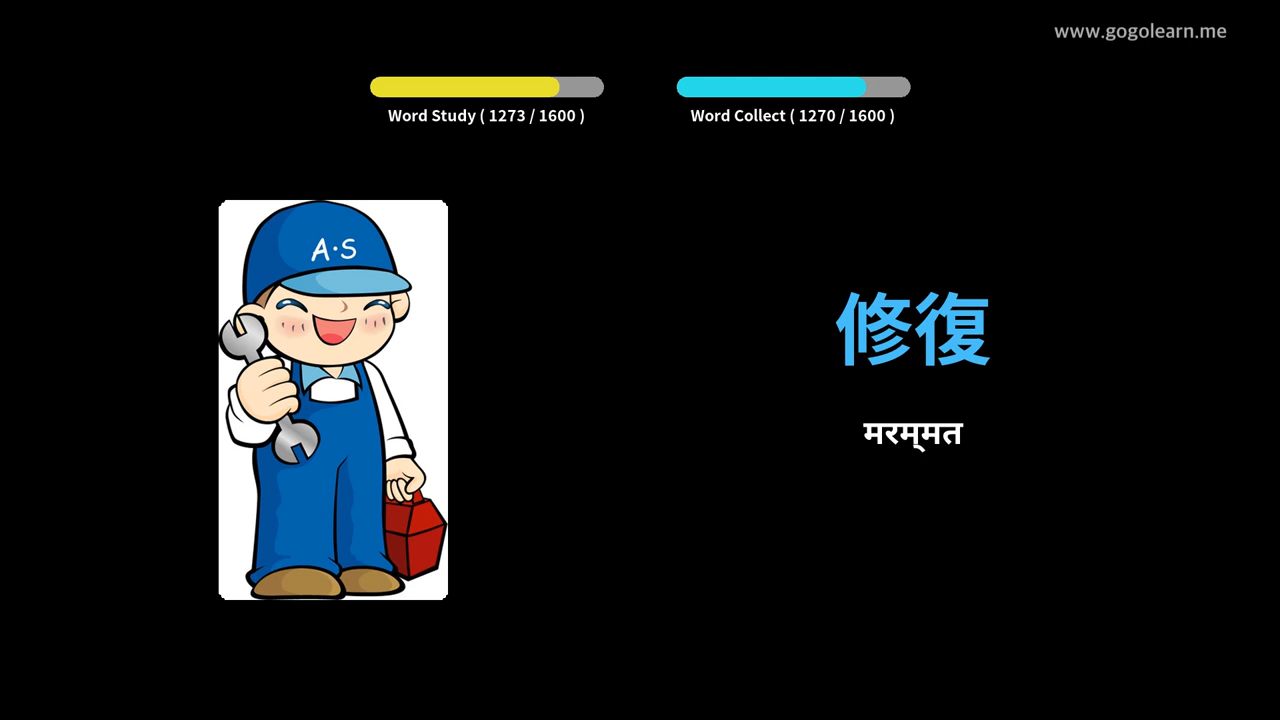 www.gogolearn.me
Word Study ( 1273 / 1600 )
Word Collect ( 1270 / 1600 )
A·S
修復
मरम्मत